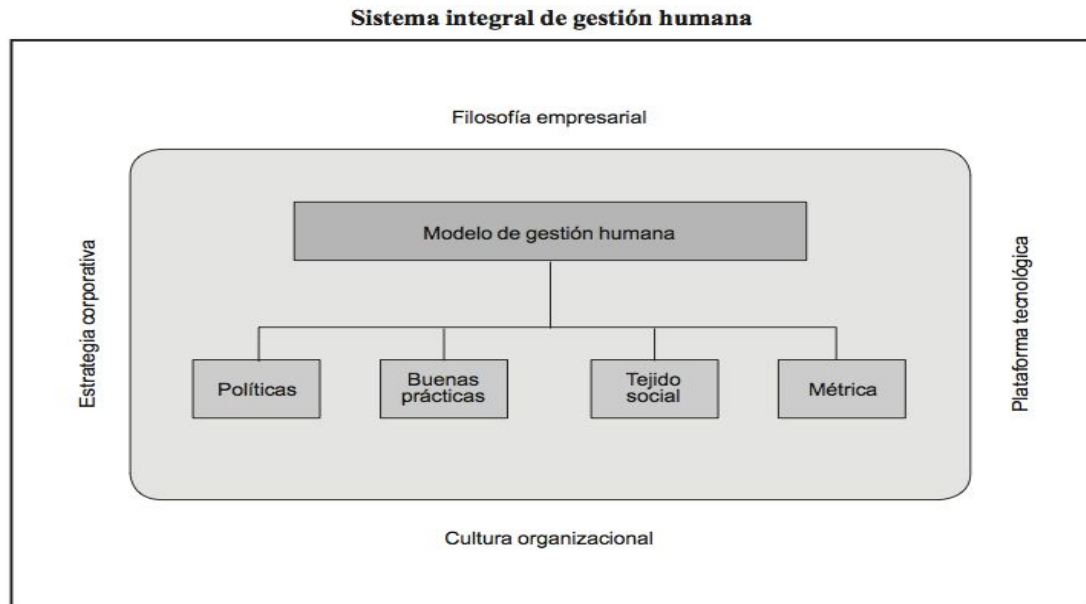 Sistema integral de gestión humana
Filosofía empresarial
Estrategia corporativa
Modelo de gestión humana
Plataforma tecnológica
Políticas
Buenas
prácticas
Tejido
social
Métrica
Cultura organizacional